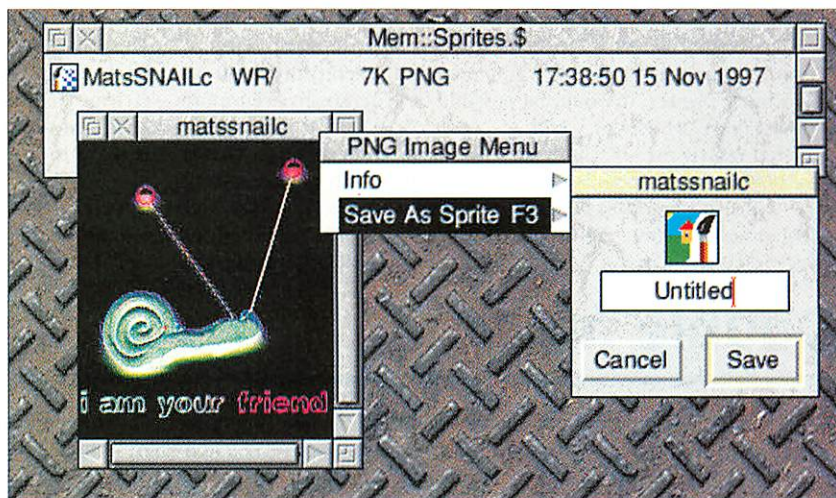 Mem::Sprites.$
MatsSNAILc WR/ 7K PNG 17:38:50 15 Nov 1997
matssnailc
PNG Image Menu
Info
Save As Sprite F3
matssnailc
Untitled
Cancel Save
i am your friend